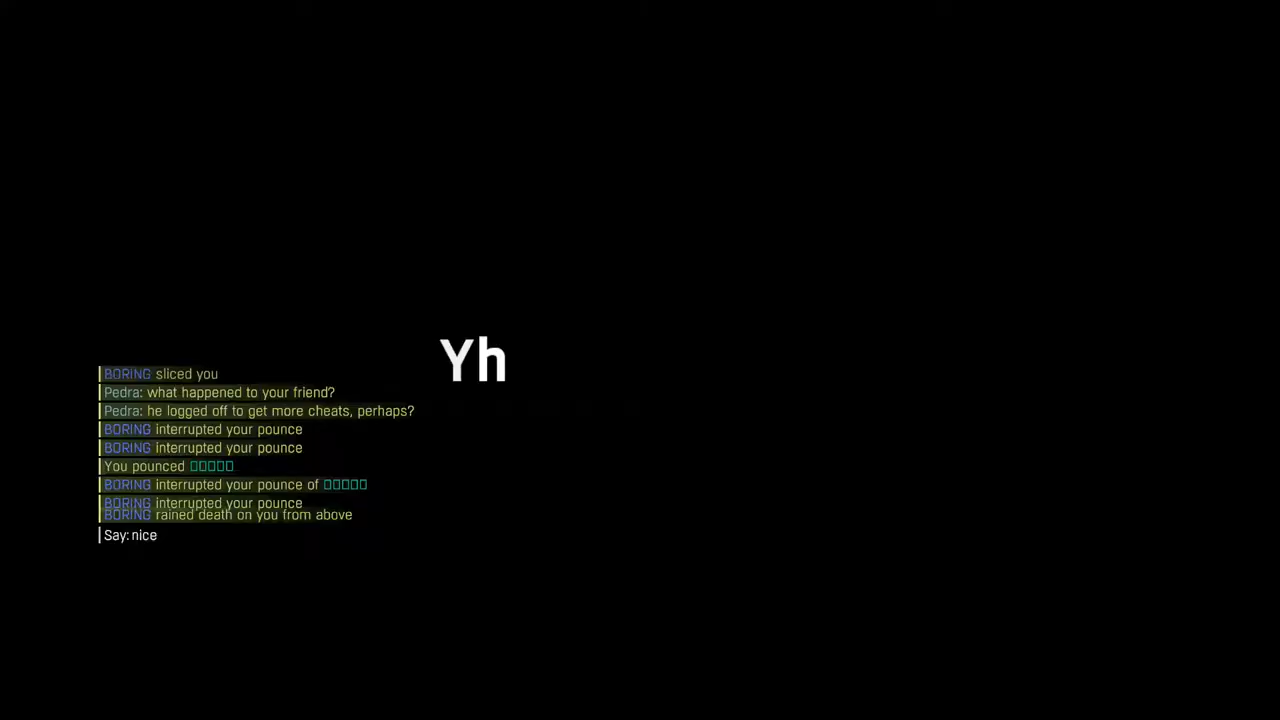 Yh
BORING sliced you
Pedra: what happened to your friend?
Pedra: he logged off to get more cheats, perhaps?
BORING interrupted your pounce
BORING interrupted your pounce
You pounced
BORING interrupted your pounce of
BORING interrupted your pounce
BORING rained death on you from above
Say: nice